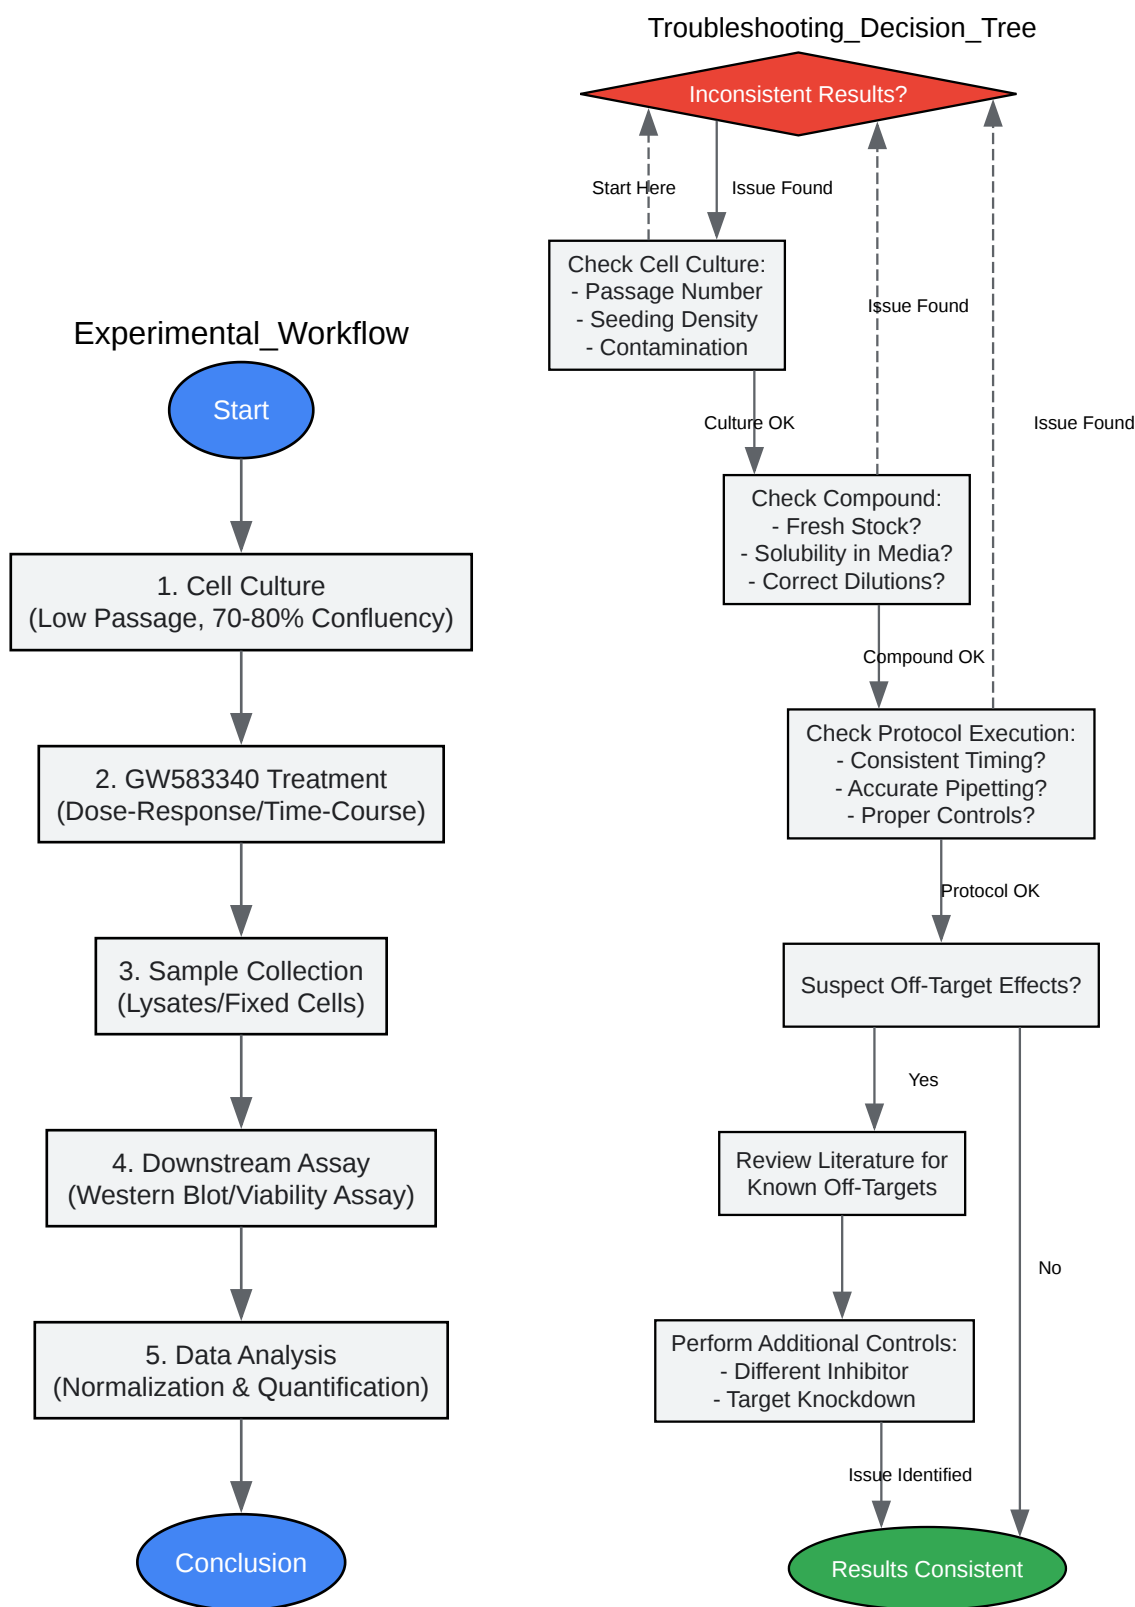 Experimental_Workflow
Start
1. Cell Culture
(Low Passage, 70-80% Confluency)
2. GW583340 Treatment
(Dose-Response/Time-Course)
3. Sample Collection
(Lysates/Fixed Cells)
4. Downstream Assay
(Western Blot/Viability Assay)
5. Data Analysis
(Normalization & Quantification)
Conclusion
Troubleshooting_Decision_Tree
Inconsistent Results?
Start Here
Issue Found
Check Cell Culture:
- Passage Number
- Seeding Density
- Contamination
Issue Found
Culture OK
Issue Found
Check Compound:
- Fresh Stock?
- Solubility in Media?
- Correct Dilutions?
Compound OK
Check Protocol Execution:
- Consistent Timing?
- Accurate Pipetting?
- Proper Controls?
Protocol OK
Suspect Off-Target Effects?
Yes
Review Literature for
Known Off-Targets
No
Perform Additional Controls:
- Different Inhibitor
- Target Knockdown
Issue Identified
Results Consistent